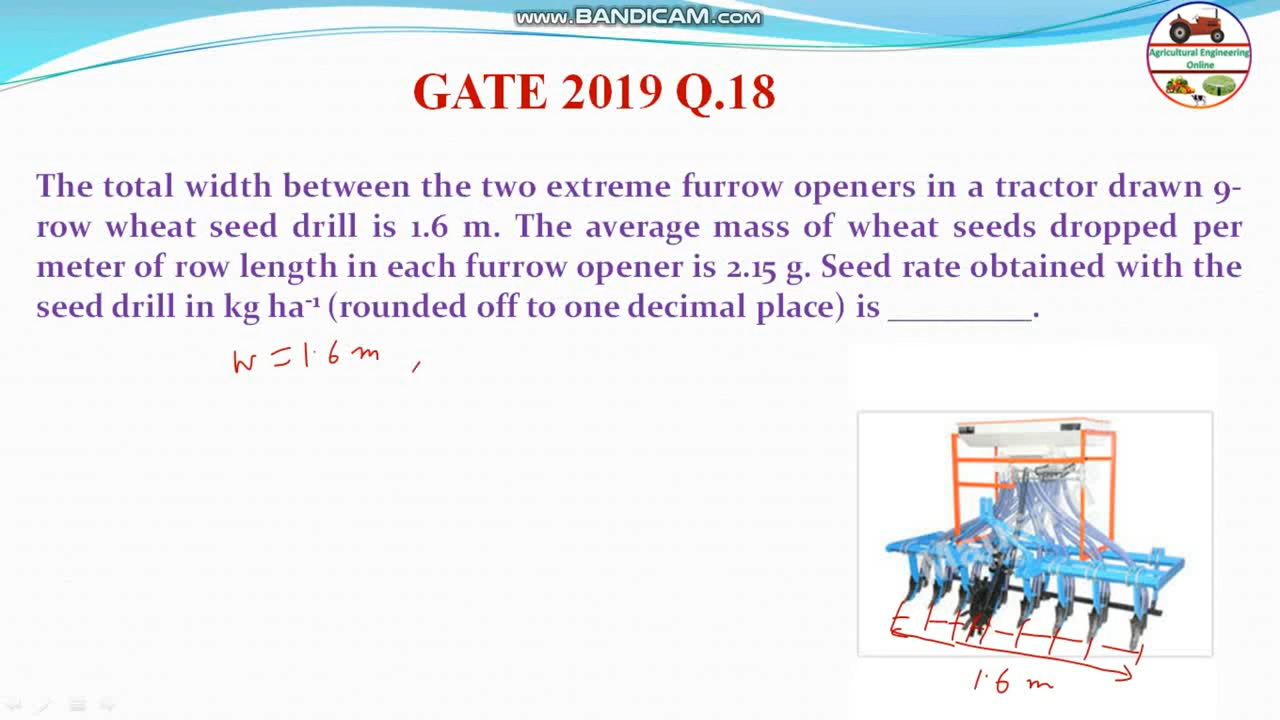 www.BANDICAM.com
Agricultural Engineering
Online
GATE 2019 Q.18
The total width between the two extreme furrow openers in a tractor drawn 9-
row wheat seed drill is 1.6 m. The average mass of wheat seeds dropped per
meter of row length in each furrow opener is 2.15 g. Seed rate obtained with the
seed drill in kg ha⁻¹ (rounded off to one decimal place) is _________.
W = 1.6 m ,
1.6 m